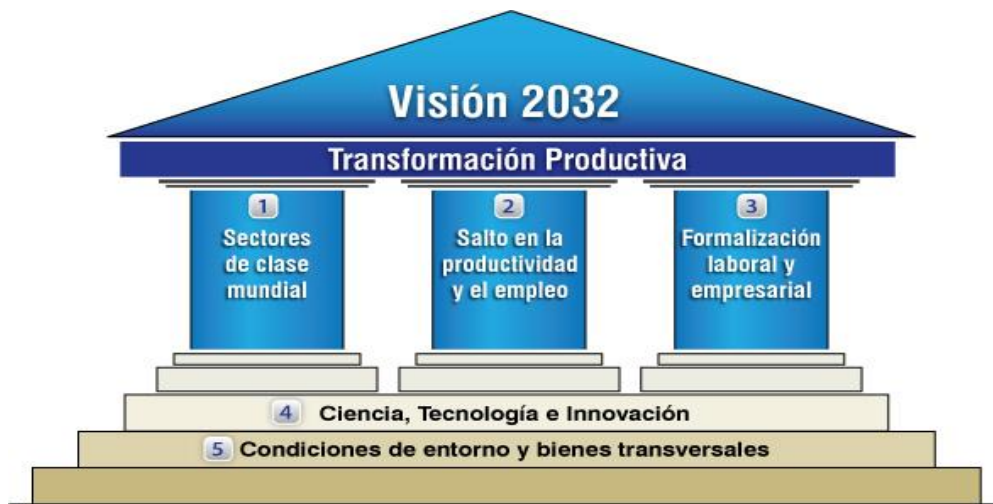 Visión 2032
Transformación Productiva
1
Sectores
de clase
mundial
2
Salto en la
productividad
y el empleo
3
Formalización
laboral y
empresarial
4 Ciencia, Tecnología e Innovación
5 Condiciones de entorno y bienes transversales